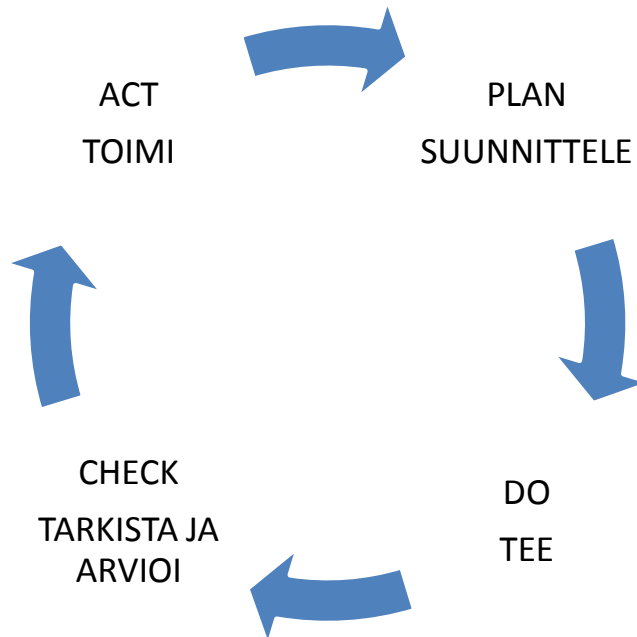 ACT
TOIMI
PLAN
SUUNNITTELE
CHECK
TARKISTA JA
ARVIOI
DO
TEE